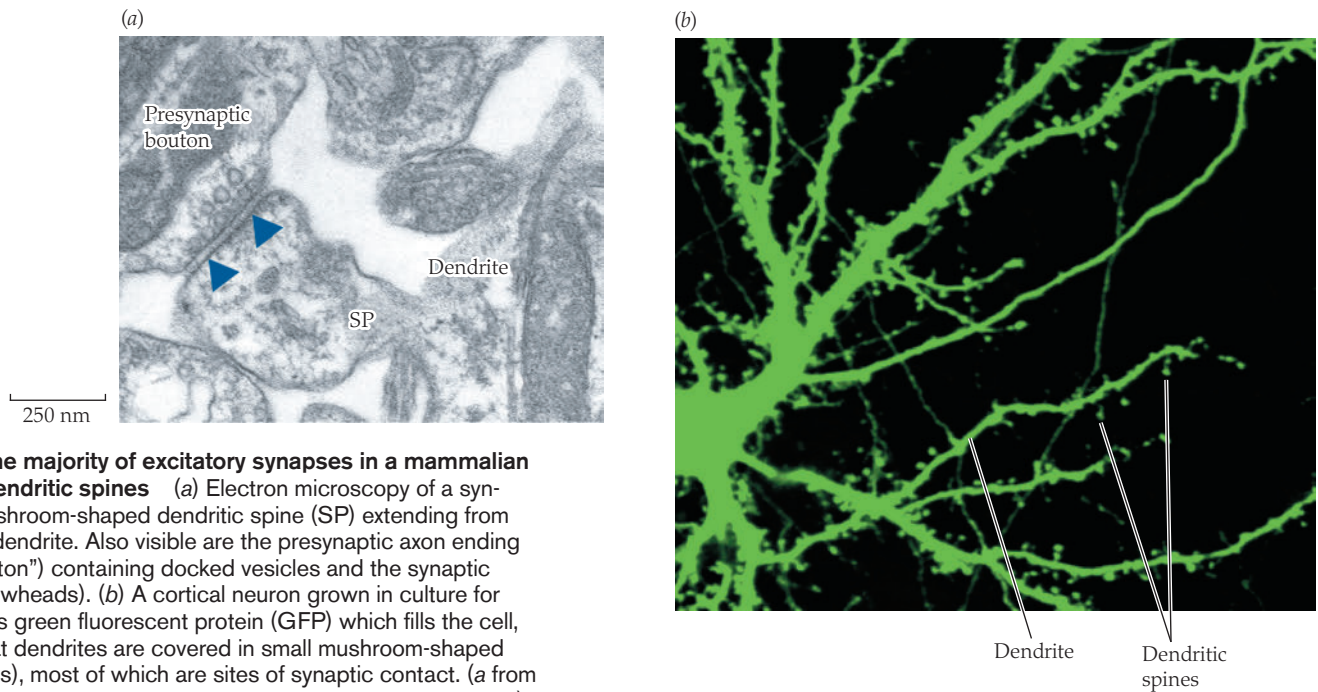 (a)
Presynaptic
bouton
Dendrite
SP
250 nm
he majority of excitatory synapses in a mammalian
endritic spines (a) Electron microscopy of a syn-
shroom-shaped dendritic spine (SP) extending from
dendrite. Also visible are the presynaptic axon ending
ton”) containing docked vesicles and the synaptic
wheads). (b) A cortical neuron grown in culture for
s green fluorescent protein (GFP) which fills the cell,
at dendrites are covered in small mushroom-shaped
s), most of which are sites of synaptic contact. (a from
(b)
Dendrite
Dendritic
spines